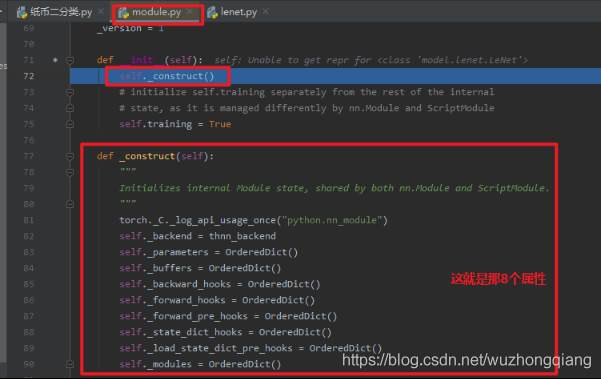 纸币二分类.py × module.py × lenet.py ×
69 _version = 1
70
71 def __init__(self): self: Unable to get repr for <class 'model.lenet.LeNet'>
72 self._construct()
73 # initialize self.training separately from the rest of the internal
74 # state, as it is managed differently by nn.Module and ScriptModule
75 self.training = True
76
77 def _construct(self):
78 """
79 Initializes internal Module state, shared by both nn.Module and ScriptModule.
80 """
81 torch._C._log_api_usage_once("python.nn_module")
82 self._backend = thnn_backend
83 self._parameters = OrderedDict()
84 self._buffers = OrderedDict()
85 self._backward_hooks = OrderedDict()
86 self._forward_hooks = OrderedDict()
这就是那8个属性
87 self._forward_pre_hooks = OrderedDict()
88 self._state_dict_hooks = OrderedDict()
89 self._load_state_dict_pre_hooks = OrderedDict()
90 self._modules = OrderedDict()
https://blog.csdn.net/wuzhongqiang